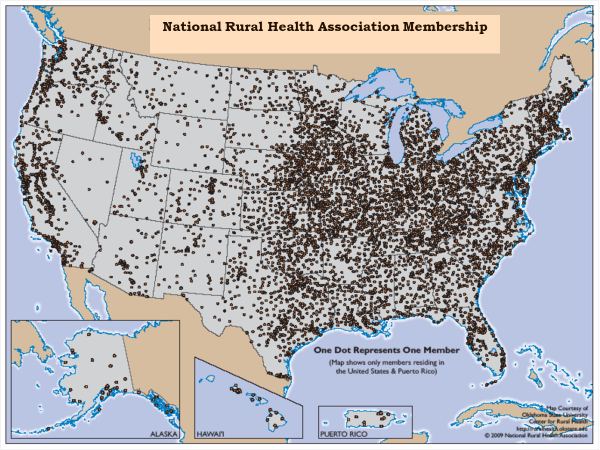 National Rural Health Association Membership
One Dot Represents One Member
(Map shows only members residing in
the United States & Puerto Rico)
ALASKA
HAWAI'I
PUERTO RICO
Map Courtesy of
Oklahoma State University
Center for Rural Health
© 2009 National Rural Health Association